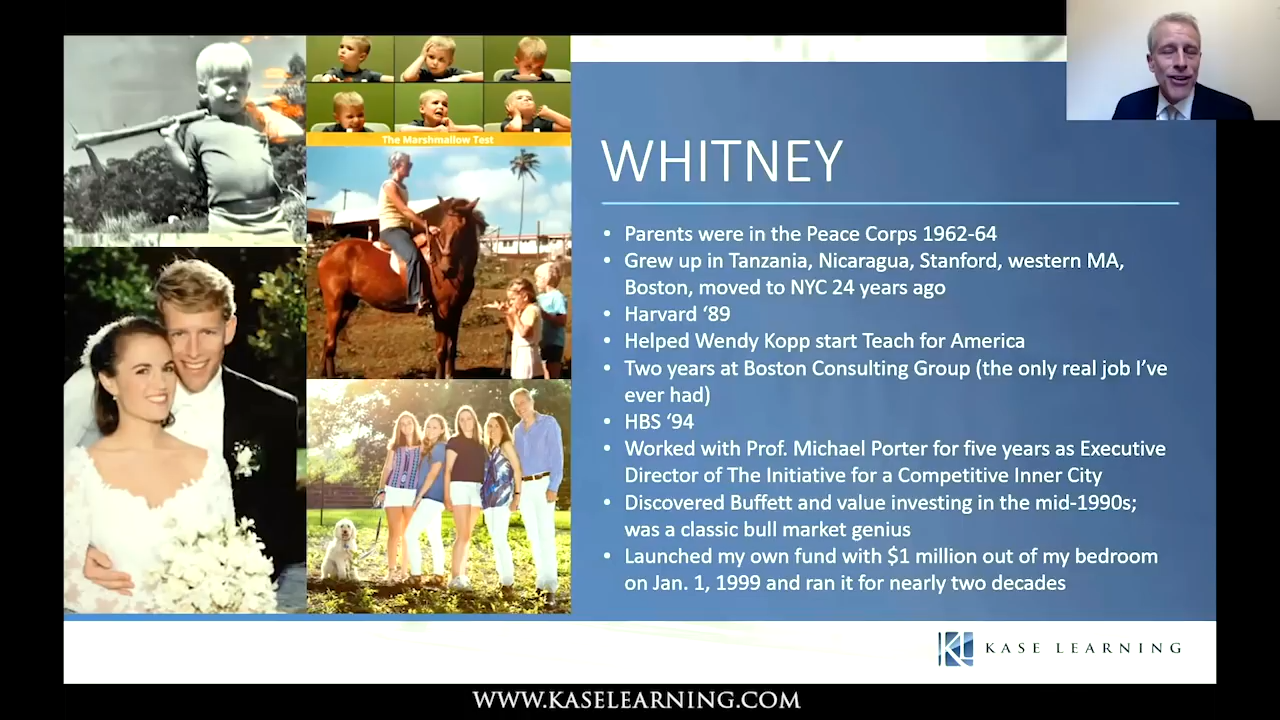 The Marshmallow Test
WHITNEY
• Parents were in the Peace Corps 1962-64
• Grew up in Tanzania, Nicaragua, Stanford, western MA,
Boston, moved to NYC 24 years ago
• Harvard ‘89
• Helped Wendy Kopp start Teach for America
• Two years at Boston Consulting Group (the only real job I’ve
ever had)
• HBS ‘94
• Worked with Prof. Michael Porter for five years as Executive
Director of The Initiative for a Competitive Inner City
• Discovered Buffett and value investing in the mid-1990s;
was a classic bull market genius
• Launched my own fund with $1 million out of my bedroom
on Jan. 1, 1999 and ran it for nearly two decades
KL KASE LEARNING
WWW.KASELEARNING.COM